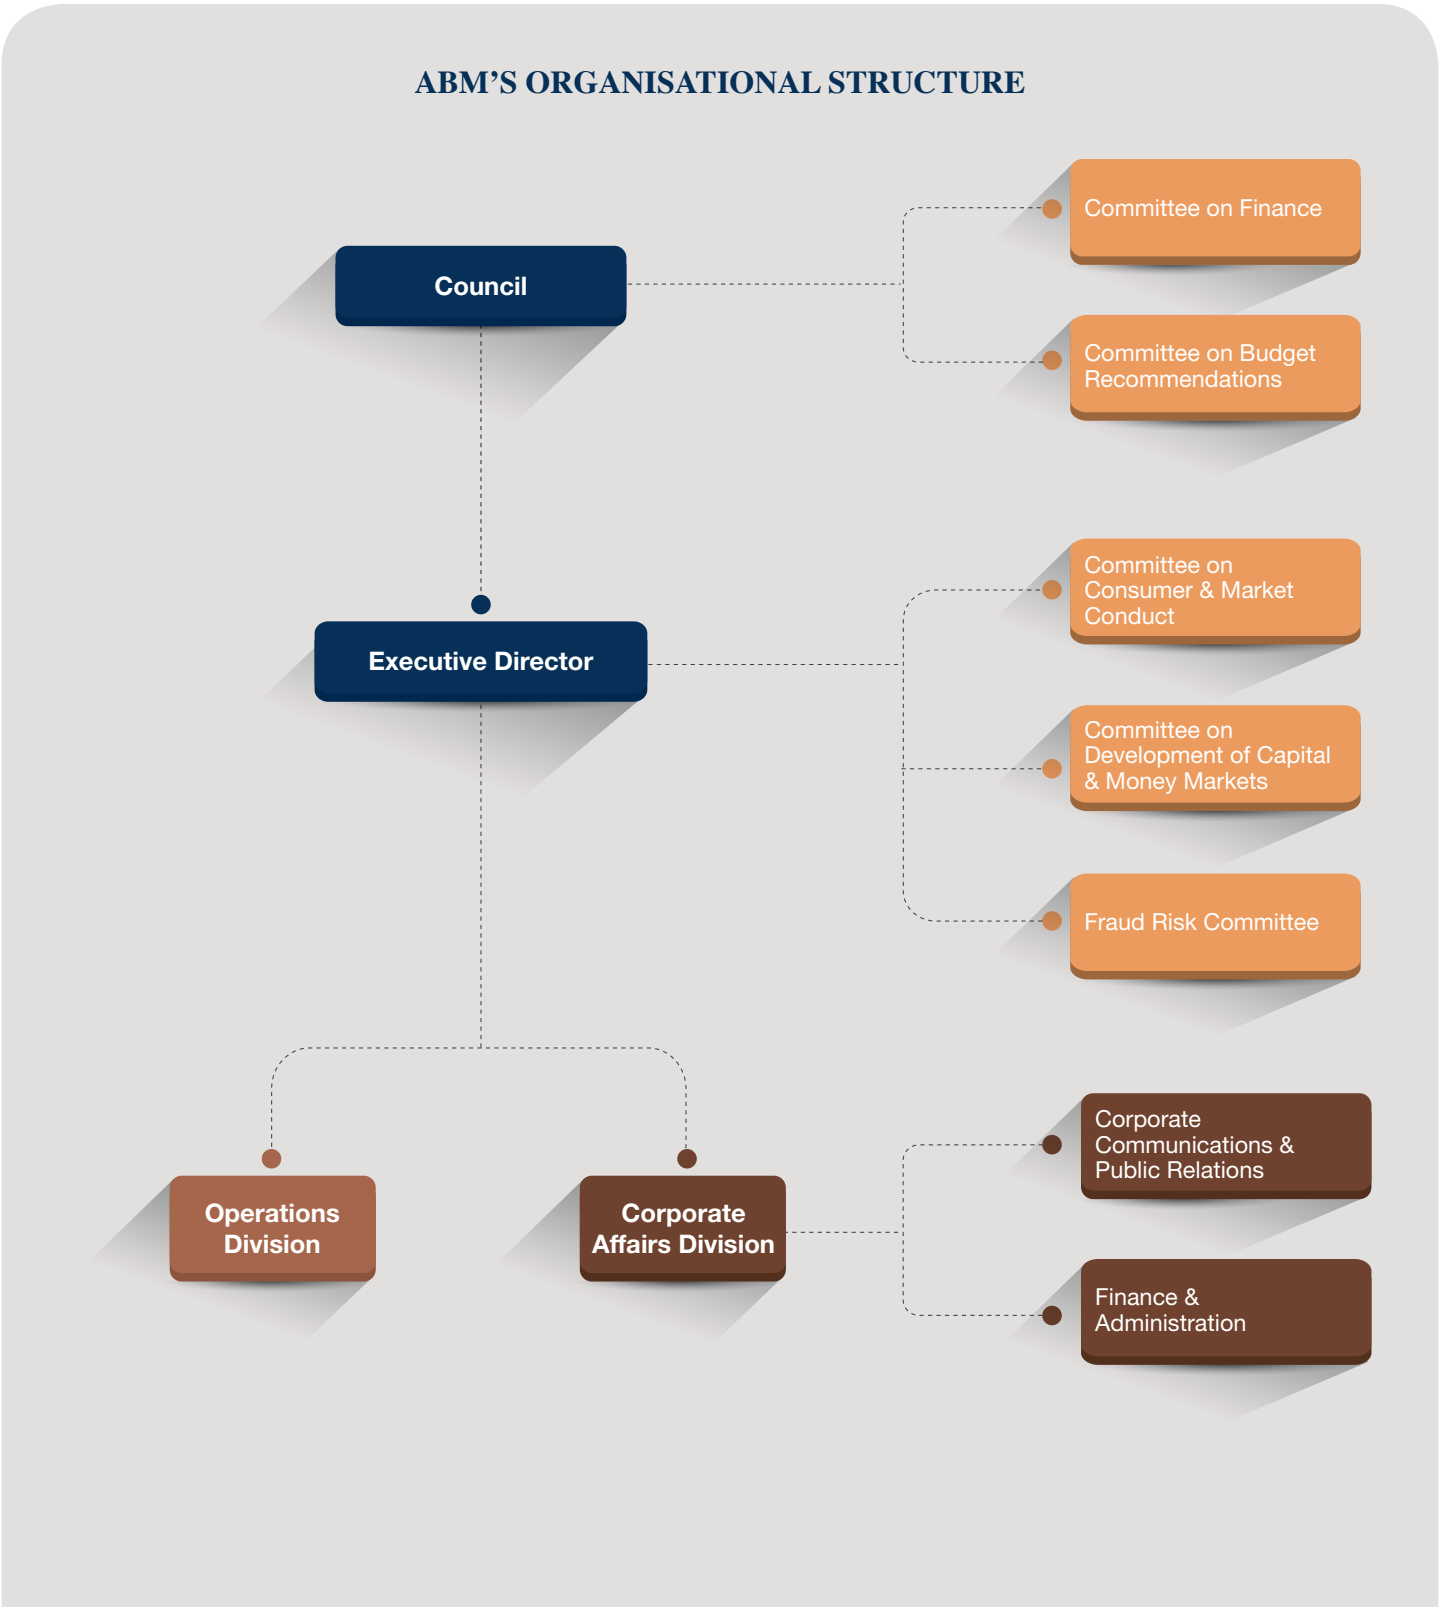 ABM’S ORGANISATIONAL STRUCTURE
Council
Committee on Finance
Committee on Budget
Recommendations
Executive Director
Committee on
Consumer & Market
Conduct
Committee on
Development of Capital
& Money Markets
Fraud Risk Committee
Operations
Division
Corporate
Affairs Division
Corporate
Communications &
Public Relations
Finance &
Administration